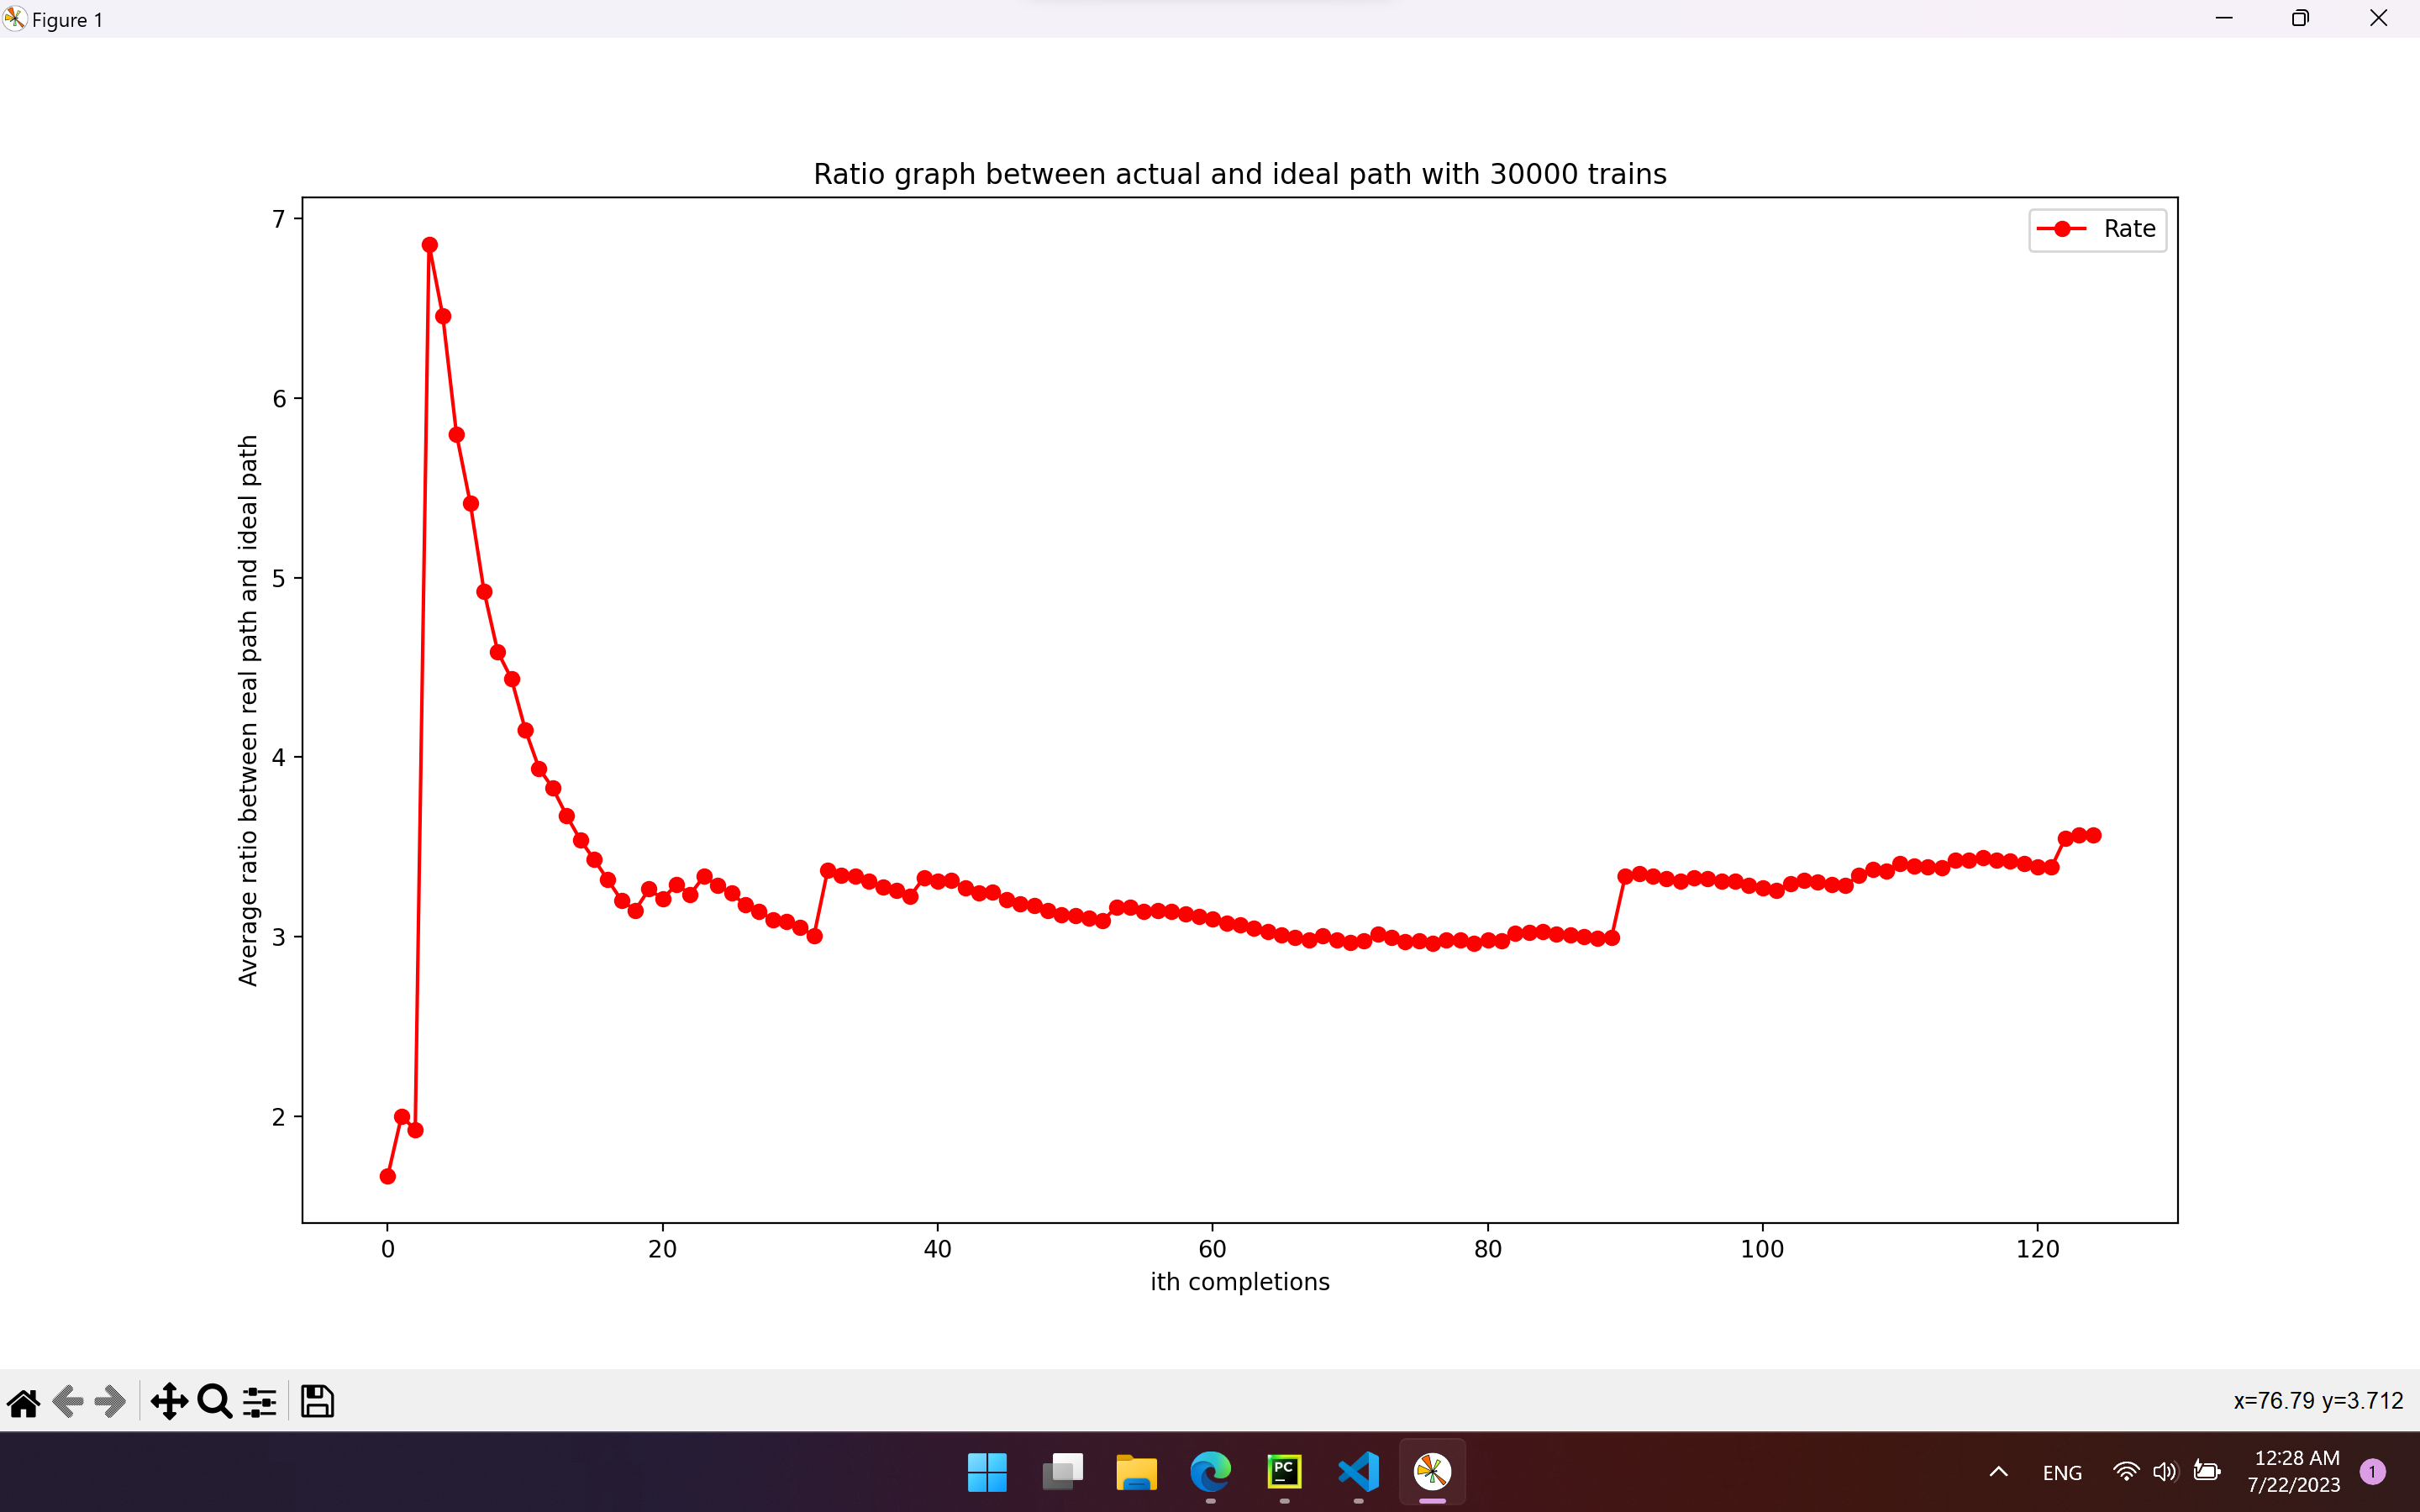 Figure 1
Ratio graph between actual and ideal path with 30000 trains
Rate
7
6
5
4
3
2
Average ratio between real path and ideal path
0 20 40 60 80 100 120
ith completions
x=76.79 y=3.712
PC
ENG
12:28 AM
7/22/2023
1